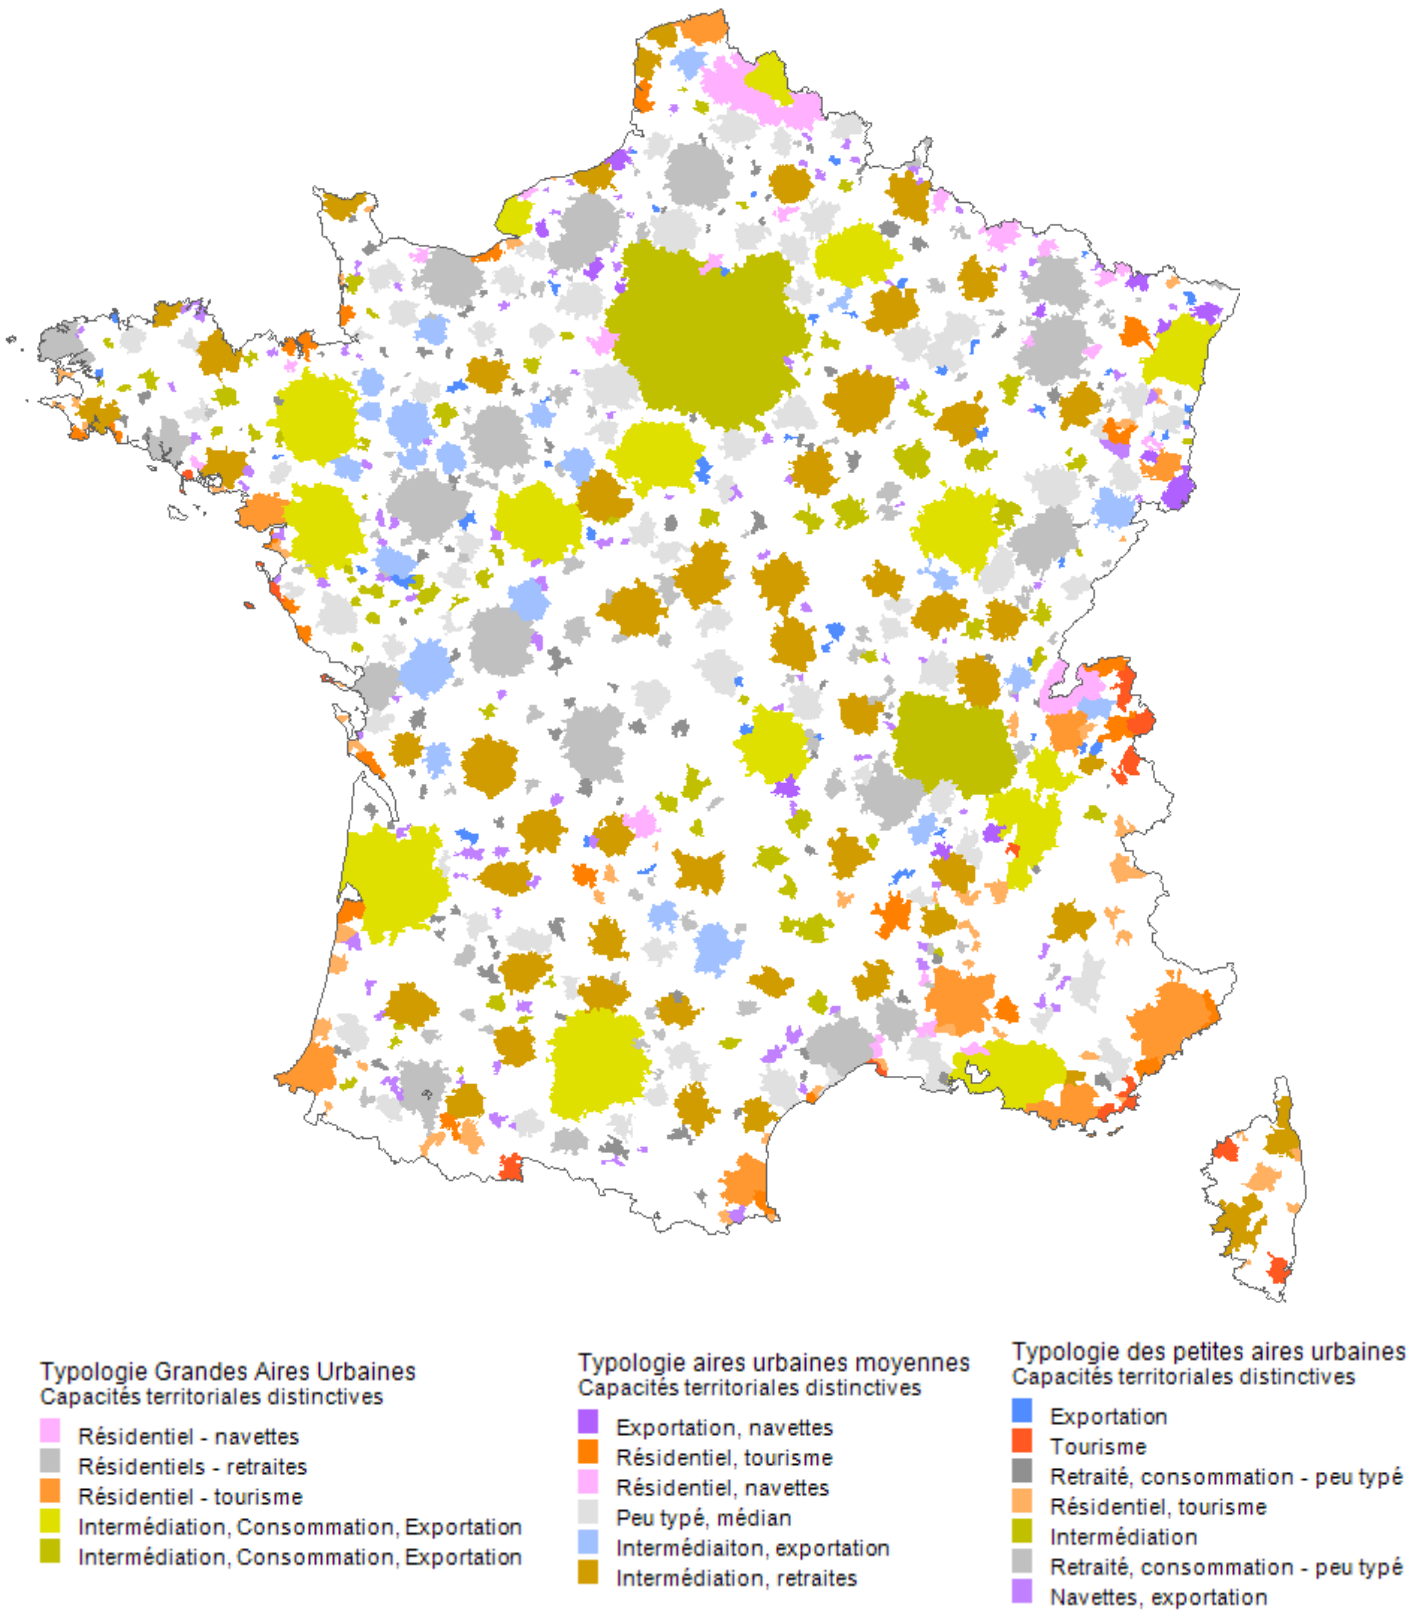 Typologie Grandes Aires Urbaines
Capacités territoriales distinctives
Résidentiel - navettes
Résidentiels - retraites
Résidentiel - tourisme
Intermédiation, Consommation, Exportation
Intermédiation, Consommation, Exportation
Typologie aires urbaines moyennes
Capacités territoriales distinctives
Exportation, navettes
Résidentiel, tourisme
Résidentiel, navettes
Peu typé, médian
Intermédiaiton, exportation
Intermédiation, retraites
Typologie des petites aires urbaines
Capacités territoriales distinctives
Exportation
Tourisme
Retraité, consommation - peu typé
Résidentiel, tourisme
Intermédiation
Retraité, consommation - peu typé
Navettes, exportation